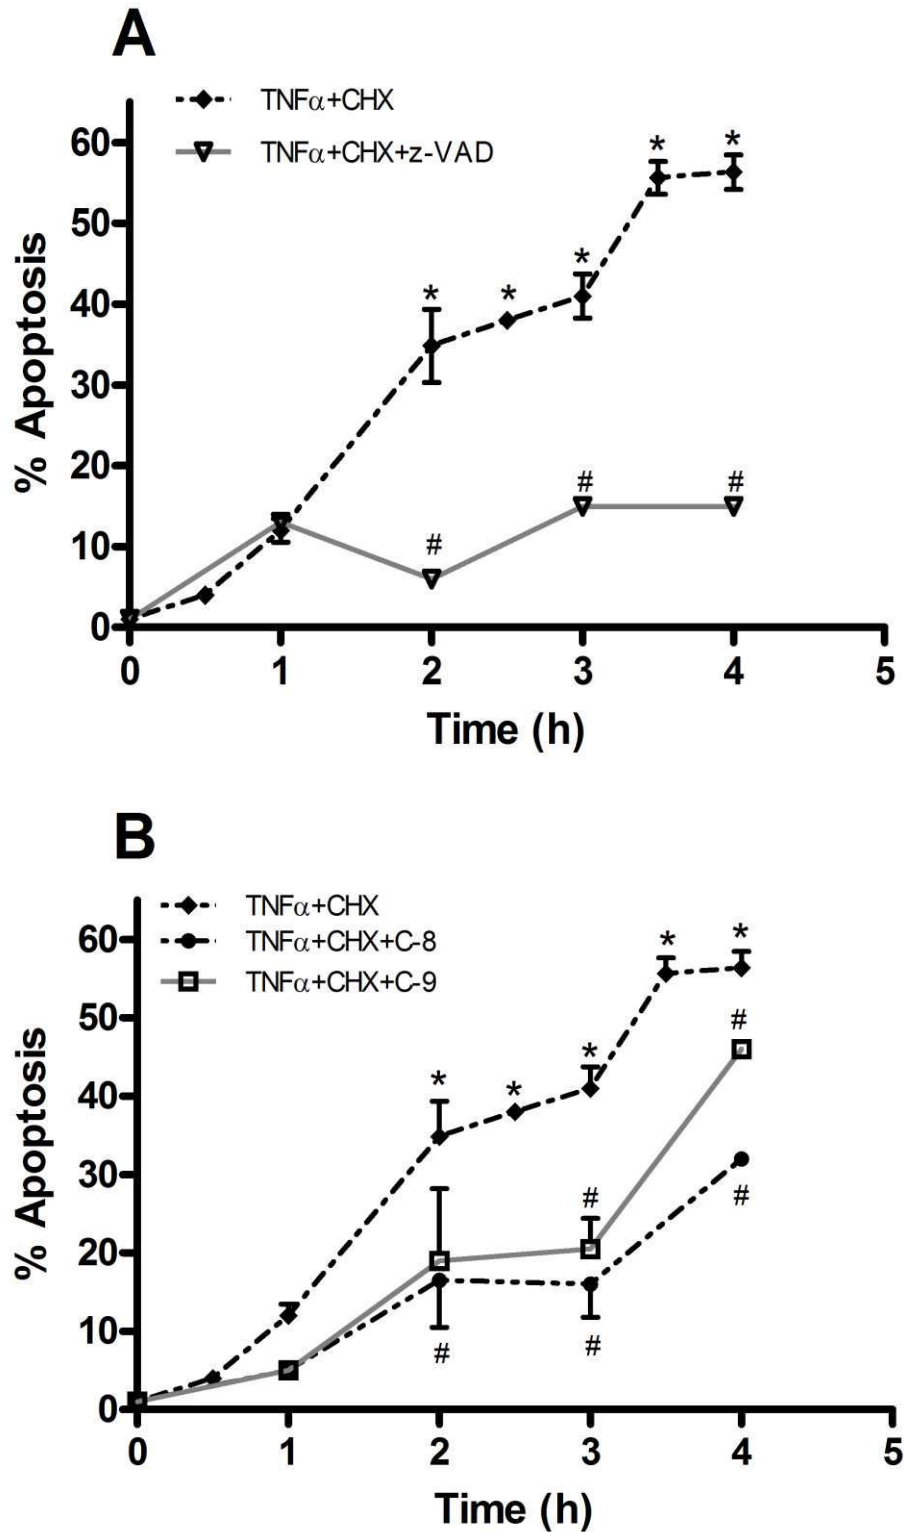 A
TNFα+CHX
TNFα+CHX+z-VAD
% Apoptosis
60
50
40
30
20
10
0
* * * * *
# # #
0 1 2 3 4 5
Time (h)
B
TNFα+CHX
TNFα+CHX+C-8
TNFα+CHX+C-9
% Apoptosis
60
50
40
30
20
10
0
* * * * *
# #
#
# #
0 1 2 3 4 5
Time (h)